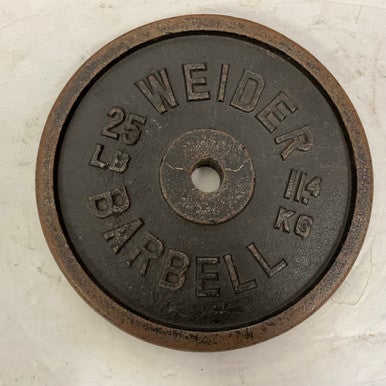 WEIDER
25
LB
11.4
KG
BARBELL